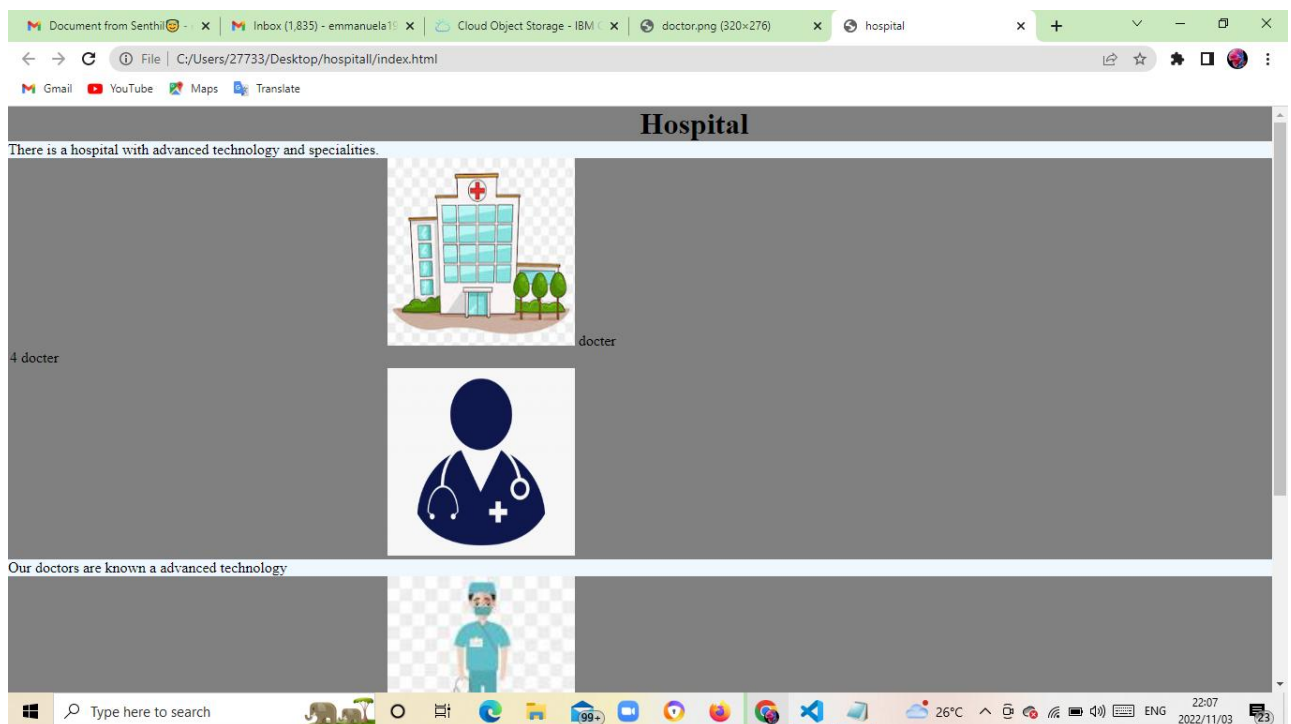 Document from Senthil😇 -
Inbox (1,835) - emmanuela19
Cloud Object Storage - IBM C
doctor.png (320×276)
hospital
File | C:/Users/27733/Desktop/hospitall/index.html
Gmail YouTube Maps Translate
Hospital
There is a hospital with advanced technology and specialities.
docter
4 docter
Our doctors are known a advanced technology
Type here to search
99+
26°C
ENG
22:07
2022/11/03
23